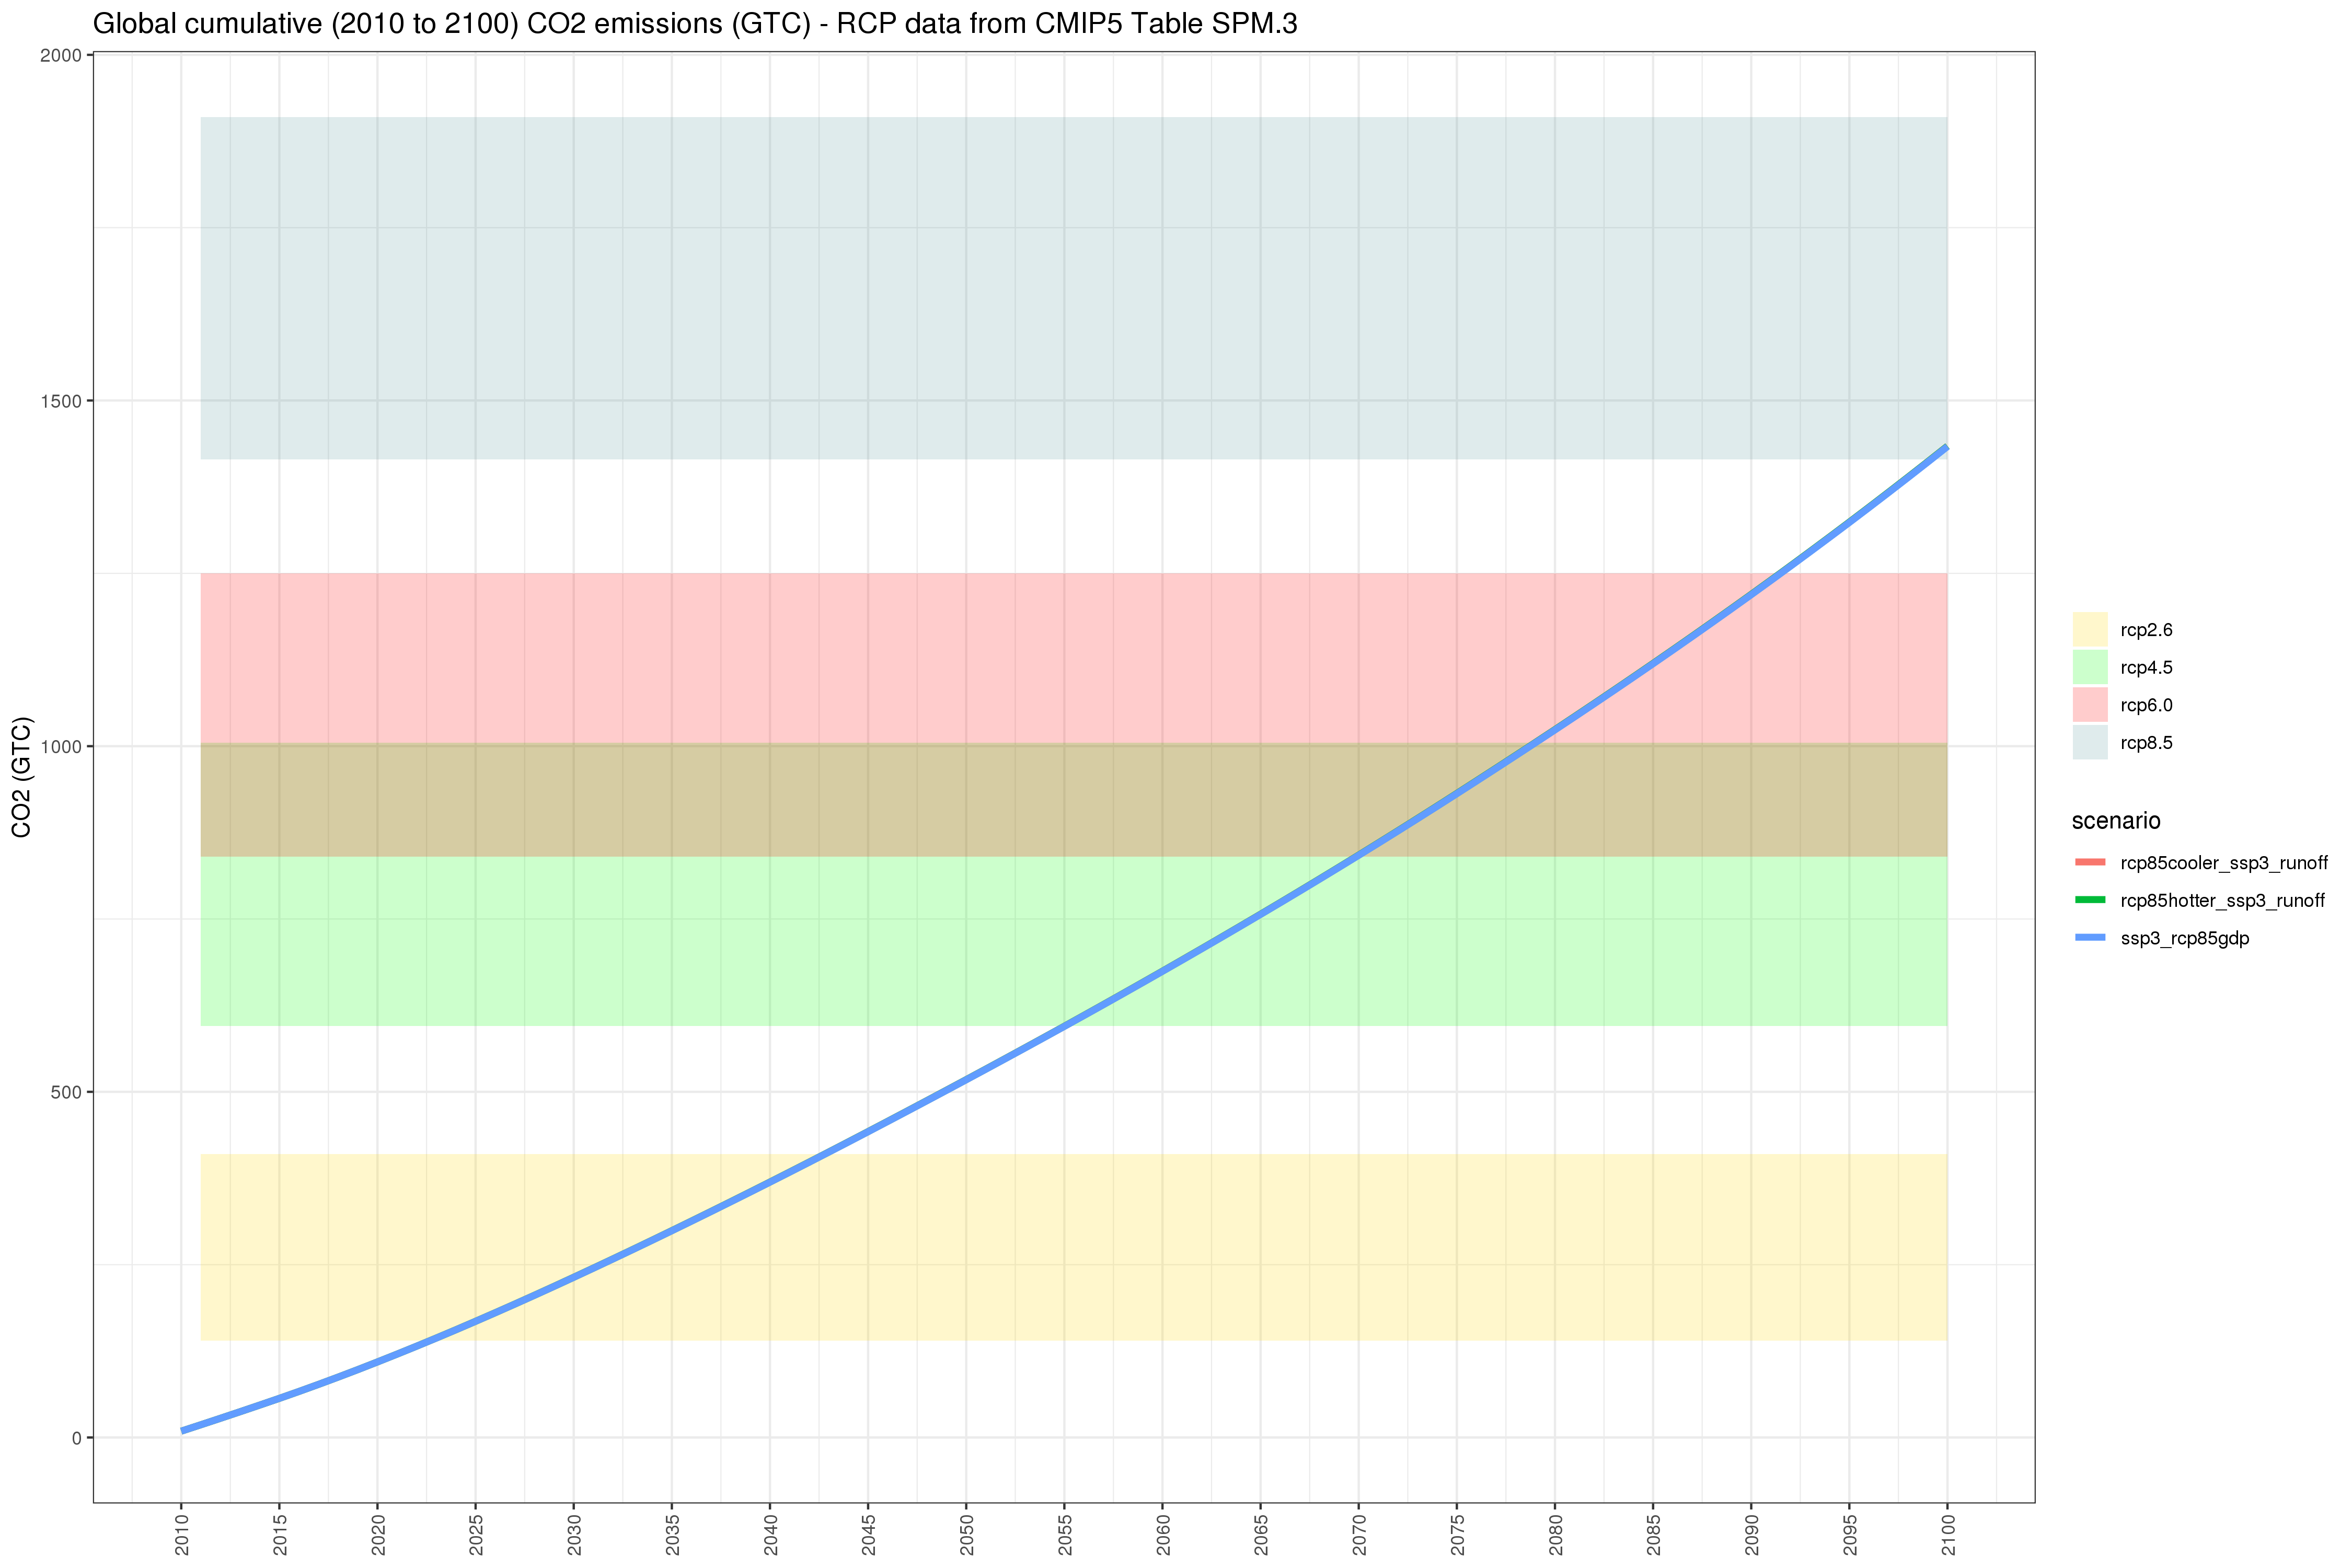 Global cumulative (2010 to 2100) CO2 emissions (GTC) - RCP data from CMIP5 Table SPM.3
CO2 (GTC)
2000
1500
1000
500
0
2010
2015
2020
2025
2030
2035
2040
2045
2050
2055
2060
2065
2070
2075
2080
2085
2090
2095
2100
rcp2.6
rcp4.5
rcp6.0
rcp8.5
scenario
rcp85cooler_ssp3_runoff
rcp85hotter_ssp3_runoff
ssp3_rcp85gdp